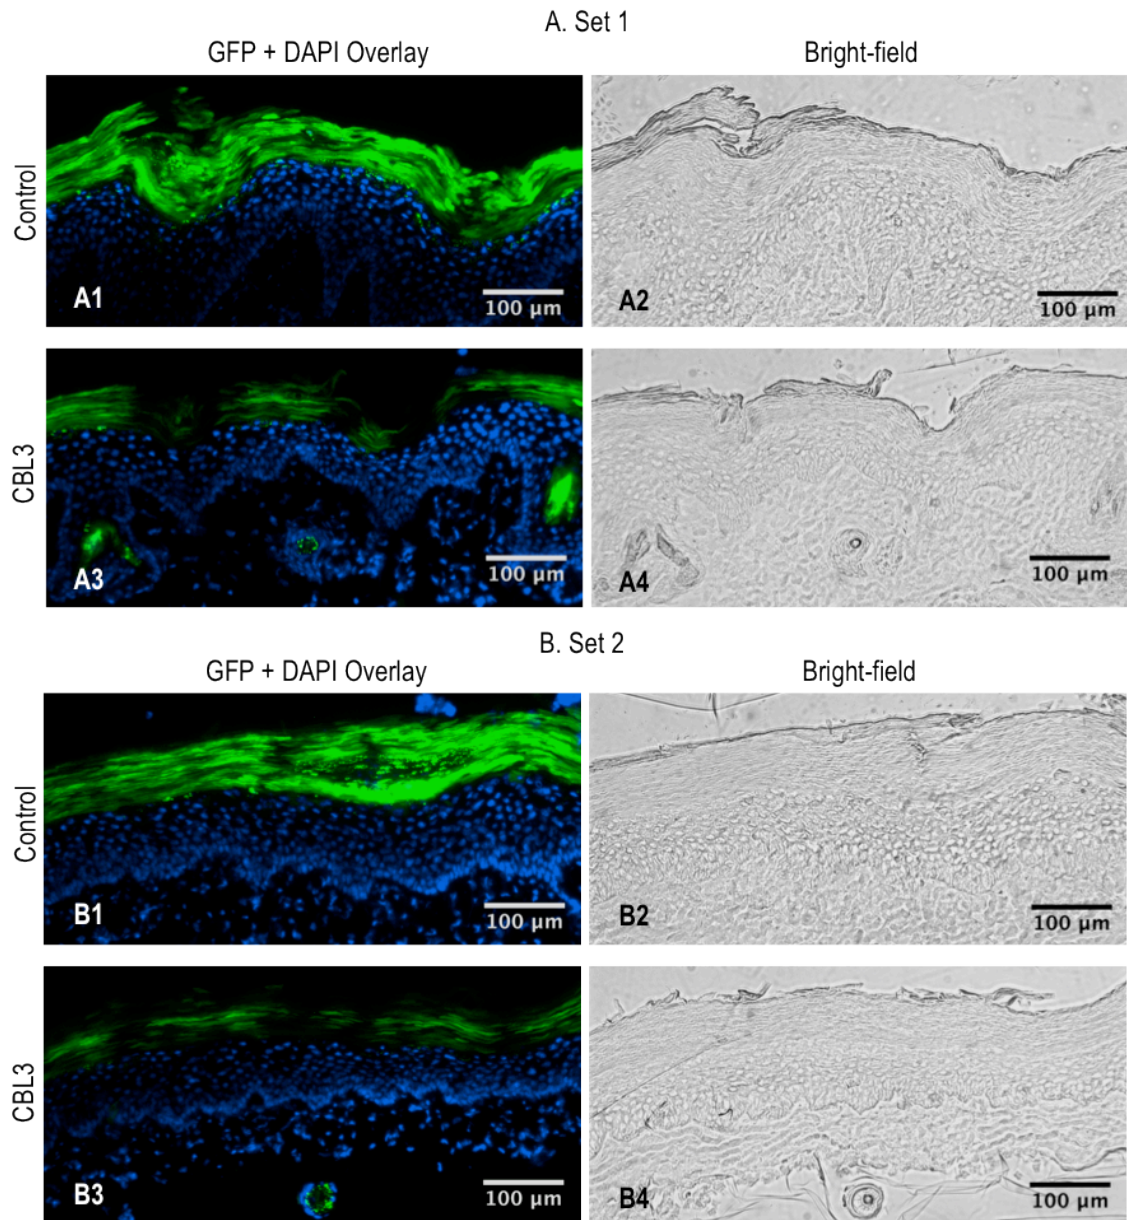 A. Set 1
GFP + DAPI Overlay Bright-field
Control
A1
100 µm
A2
100 µm
CBL3
A3
100 µm
A4
100 µm
B. Set 2
GFP + DAPI Overlay Bright-field
Control
B1
100 µm
B2
100 µm
CBL3
B3
100 µm
B4
100 µm